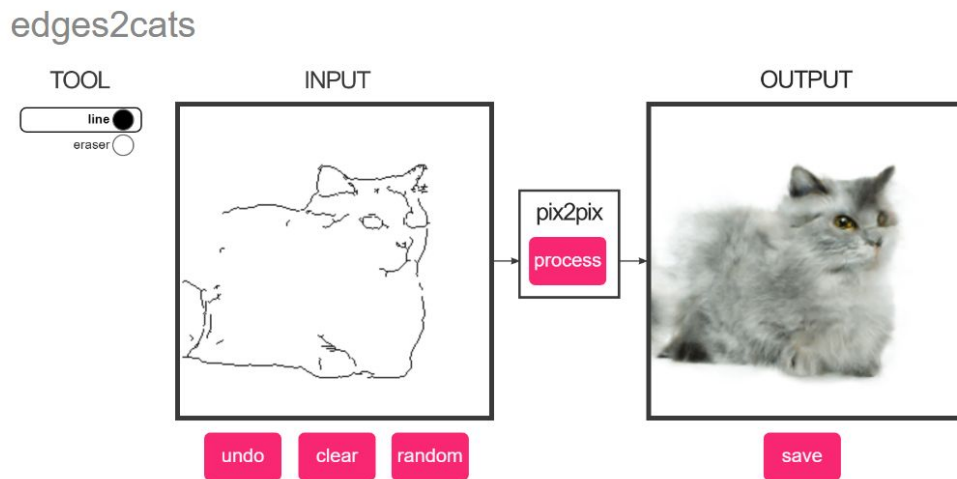 edges2cats
TOOL
INPUT
OUTPUT
line
eraser
pix2pix
process
undo
clear
random
save